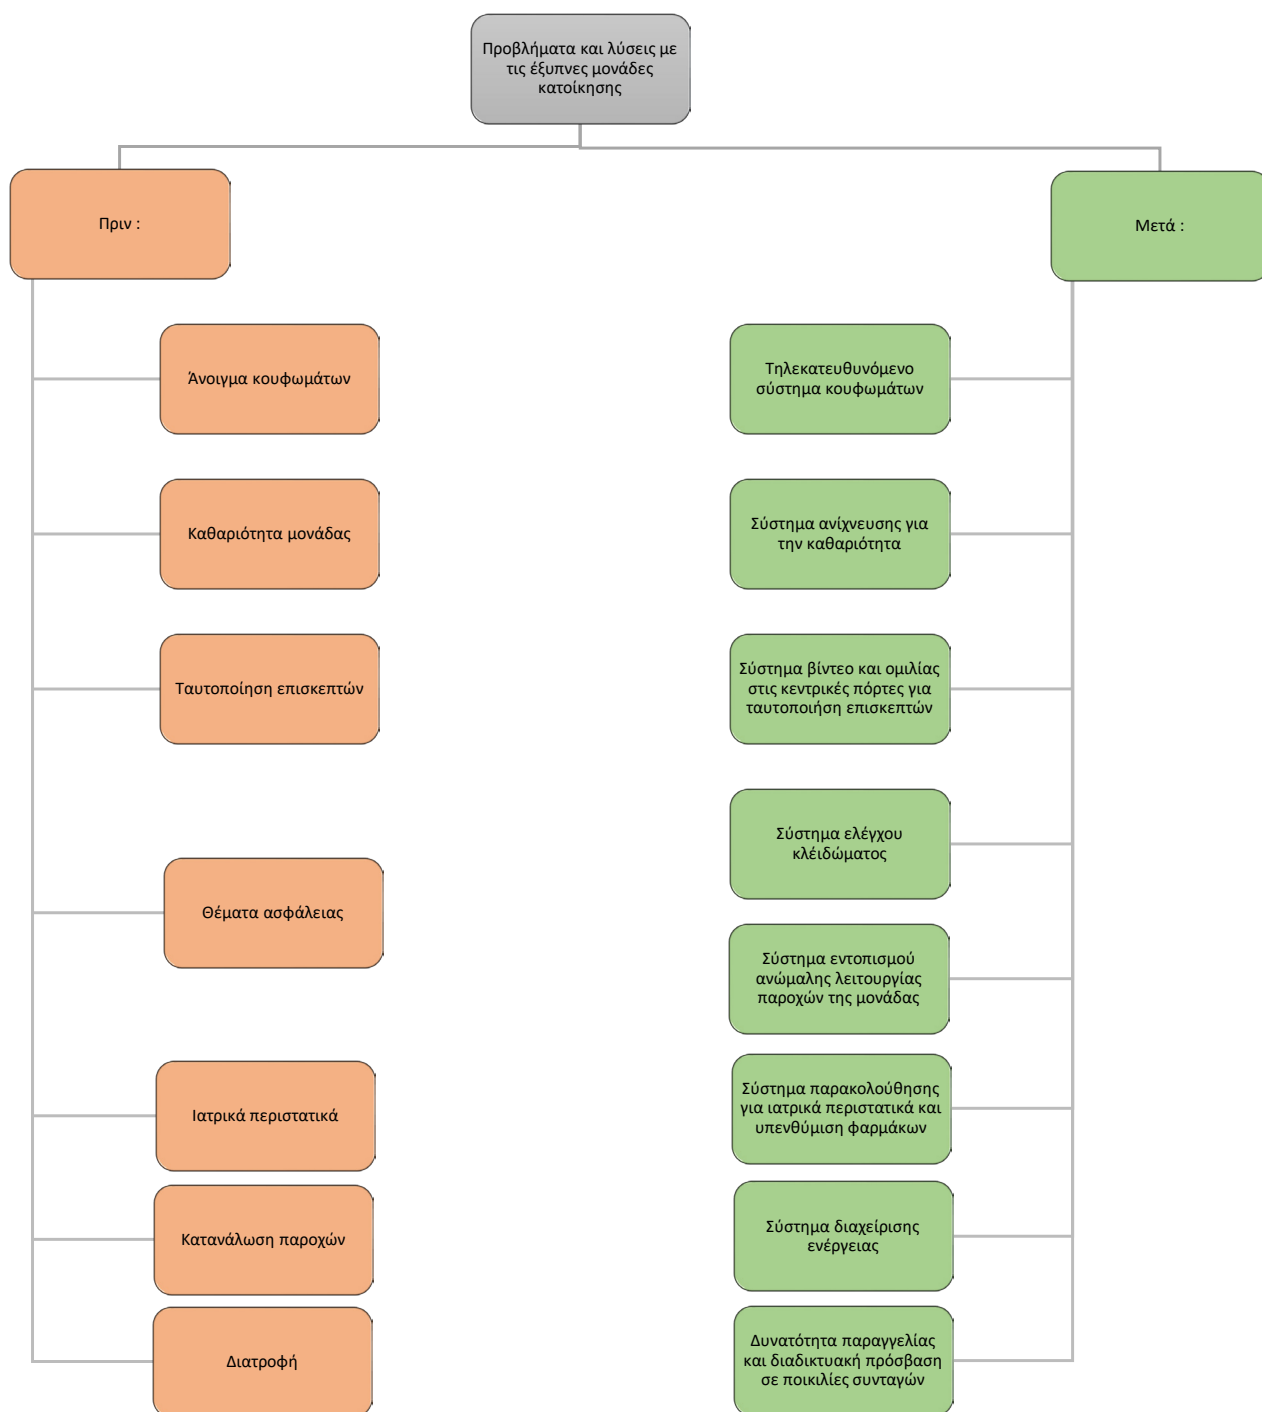 Προβλήματα και λύσεις με
τις έξυπνες μονάδες
κατοίκησης
Πριν :
Μετά :
Άνοιγμα κουφωμάτων
Καθαριότητα μονάδας
Ταυτοποίηση επισκεπτών
Θέματα ασφάλειας
Ιατρικά περιστατικά
Κατανάλωση παροχών
Διατροφή
Τηλεκατευθυνόμενο
σύστημα κουφωμάτων
Σύστημα ανίχνευσης για
την καθαριότητα
Σύστημα βίντεο και ομιλίας
στις κεντρικές πόρτες για
ταυτοποιήση επισκεπτών
Σύστημα ελέγχου
κλέιδώματος
Σύστημα εντοπισμού
ανώμαλης λειτουργίας
παροχών της μονάδας
Σύστημα παρακολούθησης
για ιατρικά περιστατικά και
υπενθύμιση φαρμάκων
Σύστημα διαχείρισης
ενέργειας
Δυνατότητα παραγγελίας
και διαδικτυακή πρόσβαση
σε ποικιλίες συνταγών